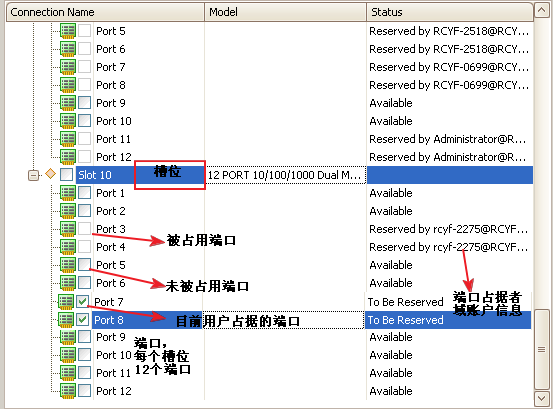 Connection Name Model Status
Port 5 Reserved by RCYF-2518@RCY...
Port 6 Reserved by RCYF-2518@RCY...
Port 7 Reserved by RCYF-0699@RCY...
Port 8 Reserved by RCYF-0699@RCY...
Port 9 Available
Port 10 Available
Port 11 Reserved by Administrator@R...
Port 12 Reserved by Administrator@R...
Slot 10 槽位 12 PORT 10/100/1000 Dual M...
Port 1 Available
Port 2 Available
Port 3 Reserved by rcyf-2275@RCYF...
被占用端口
Port 4 Reserved by rcyf-2275@RCYF...
Port 5 Available
未被占用端口
Port 6 Available
端口占据者
域账户信息
Port 7 To Be Reserved
目前用户占据的端口
Port 8 To Be Reserved
Port 9 Available
端口，
每个槽位
12个端口
Port 10 Available
Port 11 Available
Port 12 Available